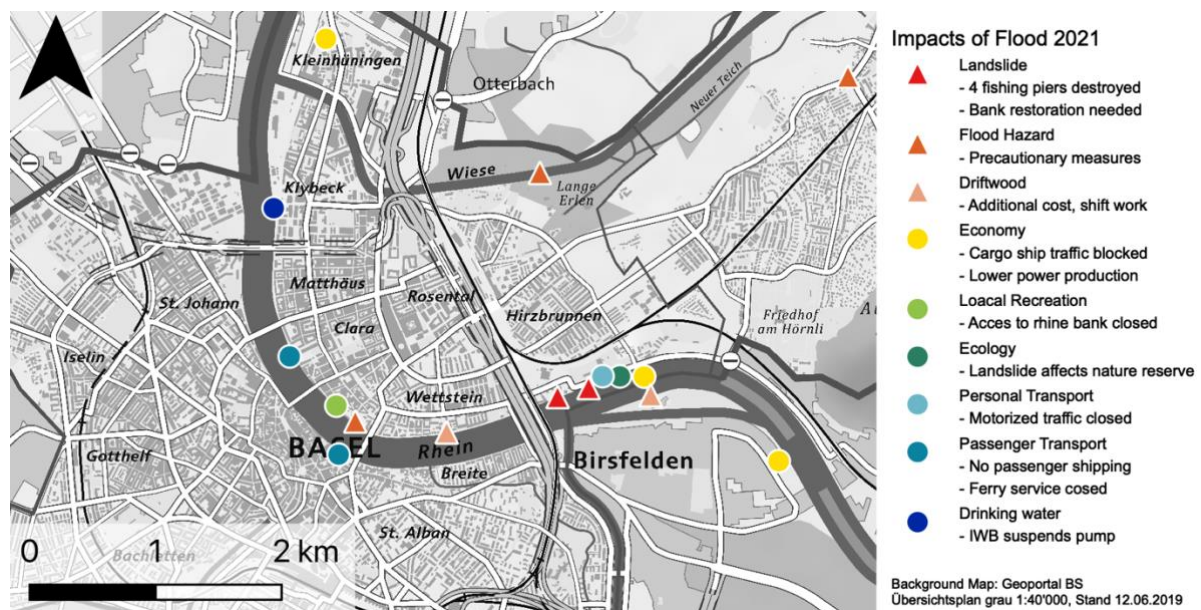 Kleinhüningen
Otterbach
Neuer Teich
Wiese
Lange
Erlen
Klybeck
Matthäus
St. Johann
Rosental
Hirzbrunnen
Clara
Friedhof
am Hörnli
Iselin
Wettstein
BASEL
Rhein
Gotthelf
Breite
Birsfelden
St. Alban
Bachletten
0 1 2 km
Impacts of Flood 2021
Landslide
- 4 fishing piers destroyed
- Bank restoration needed
Flood Hazard
- Precautionary measures
Driftwood
- Additional cost, shift work
Economy
- Cargo ship traffic blocked
- Lower power production
Loacal Recreation
- Acces to rhine bank closed
Ecology
- Landslide affects nature reserve
Personal Transport
- Motorized traffic closed
Passenger Transport
- No passenger shipping
- Ferry service cosed
Drinking water
- IWB suspends pump
Background Map: Geoportal BS
Übersichtsplan grau 1:40'000, Stand 12.06.2019